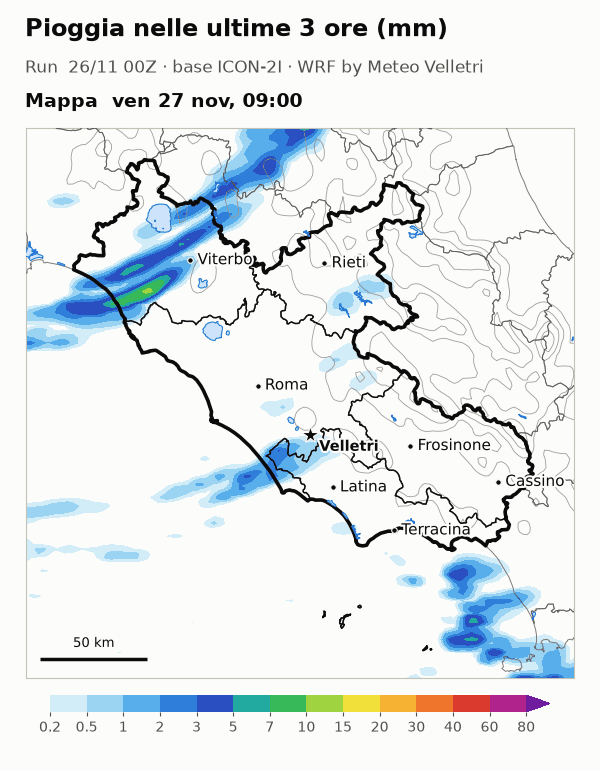 Pioggia nelle ultime 3 ore (mm)
Run 26/11 00Z · base ICON-2I · WRF by Meteo Velletri
Mappa ven 27 nov, 09:00
Viterbo
Rieti
Roma
Velletri
Frosinone
Cassino
Latina
Terracina
50 km
0.2 0.5 1 2 3 5 7 10 15 20 30 40 60 80